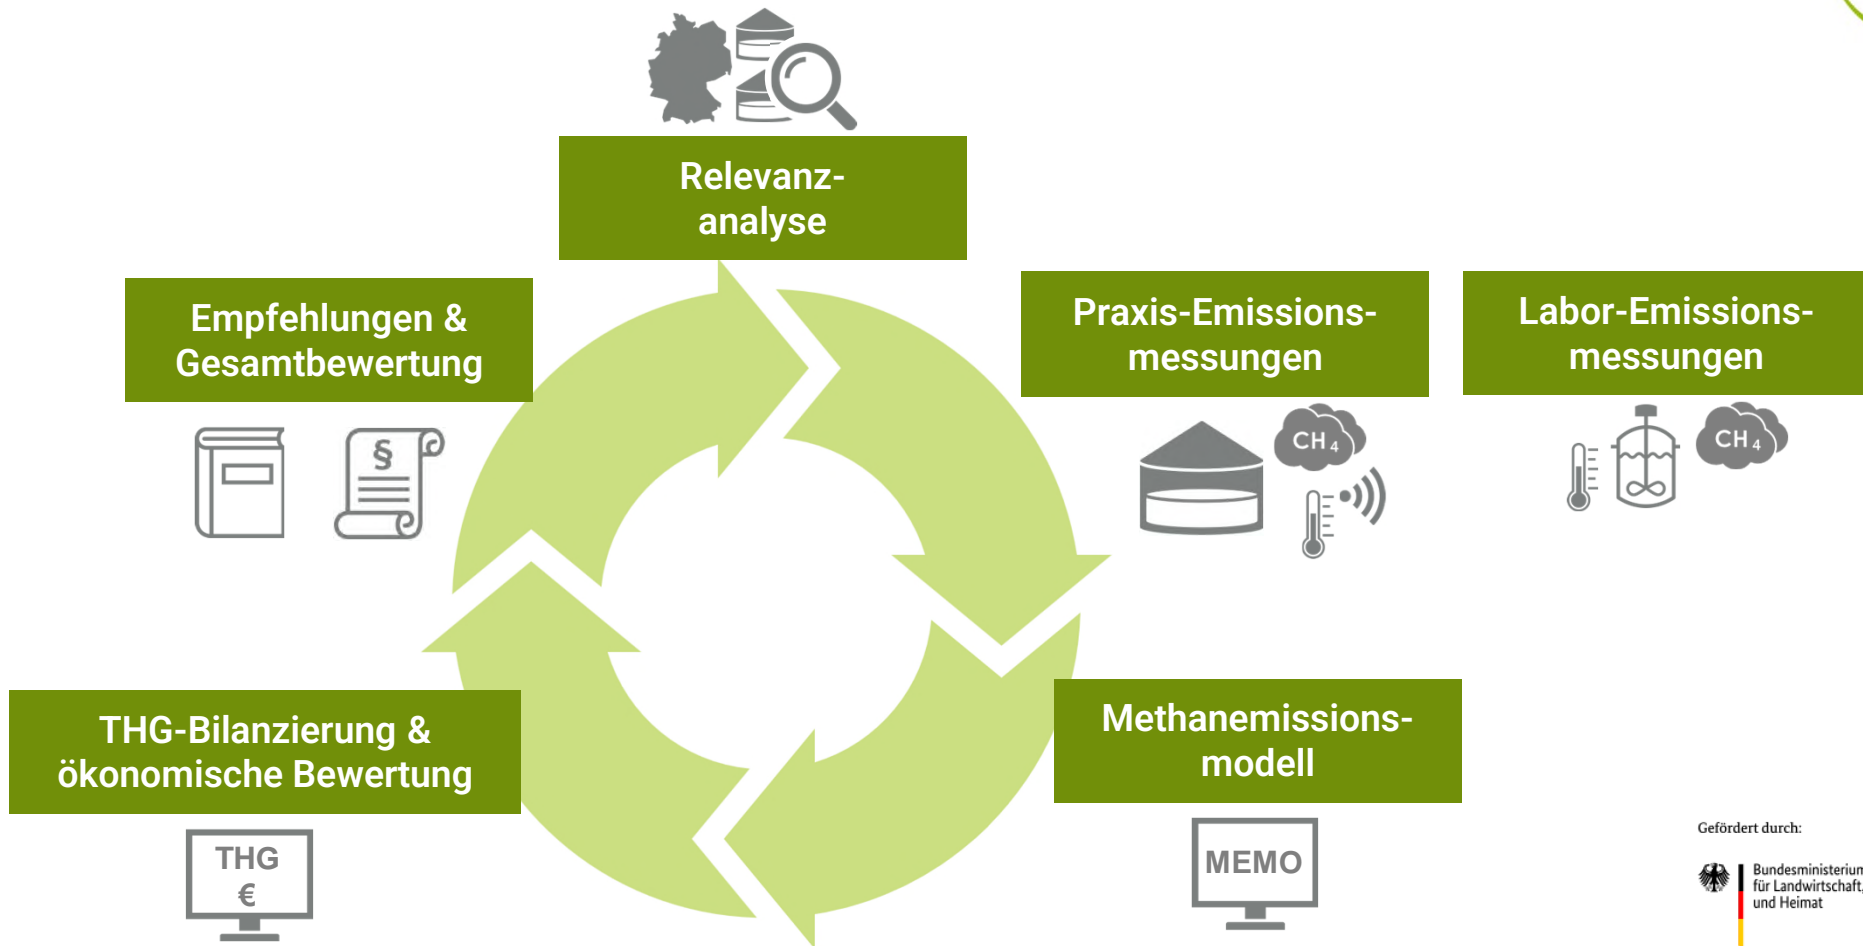 Relevanz-
analyse
Empfehlungen &
Gesamtbewertung
§
Praxis-Emissions-
messungen
CH₄
Labor-Emissions-
messungen
CH₄
THG-Bilanzierung &
ökonomische Bewertung
THG
€
Methanemissions-
modell
MEMO
Gefördert durch:
Bundesministerium
für Landwirtschaft,
und Heimat